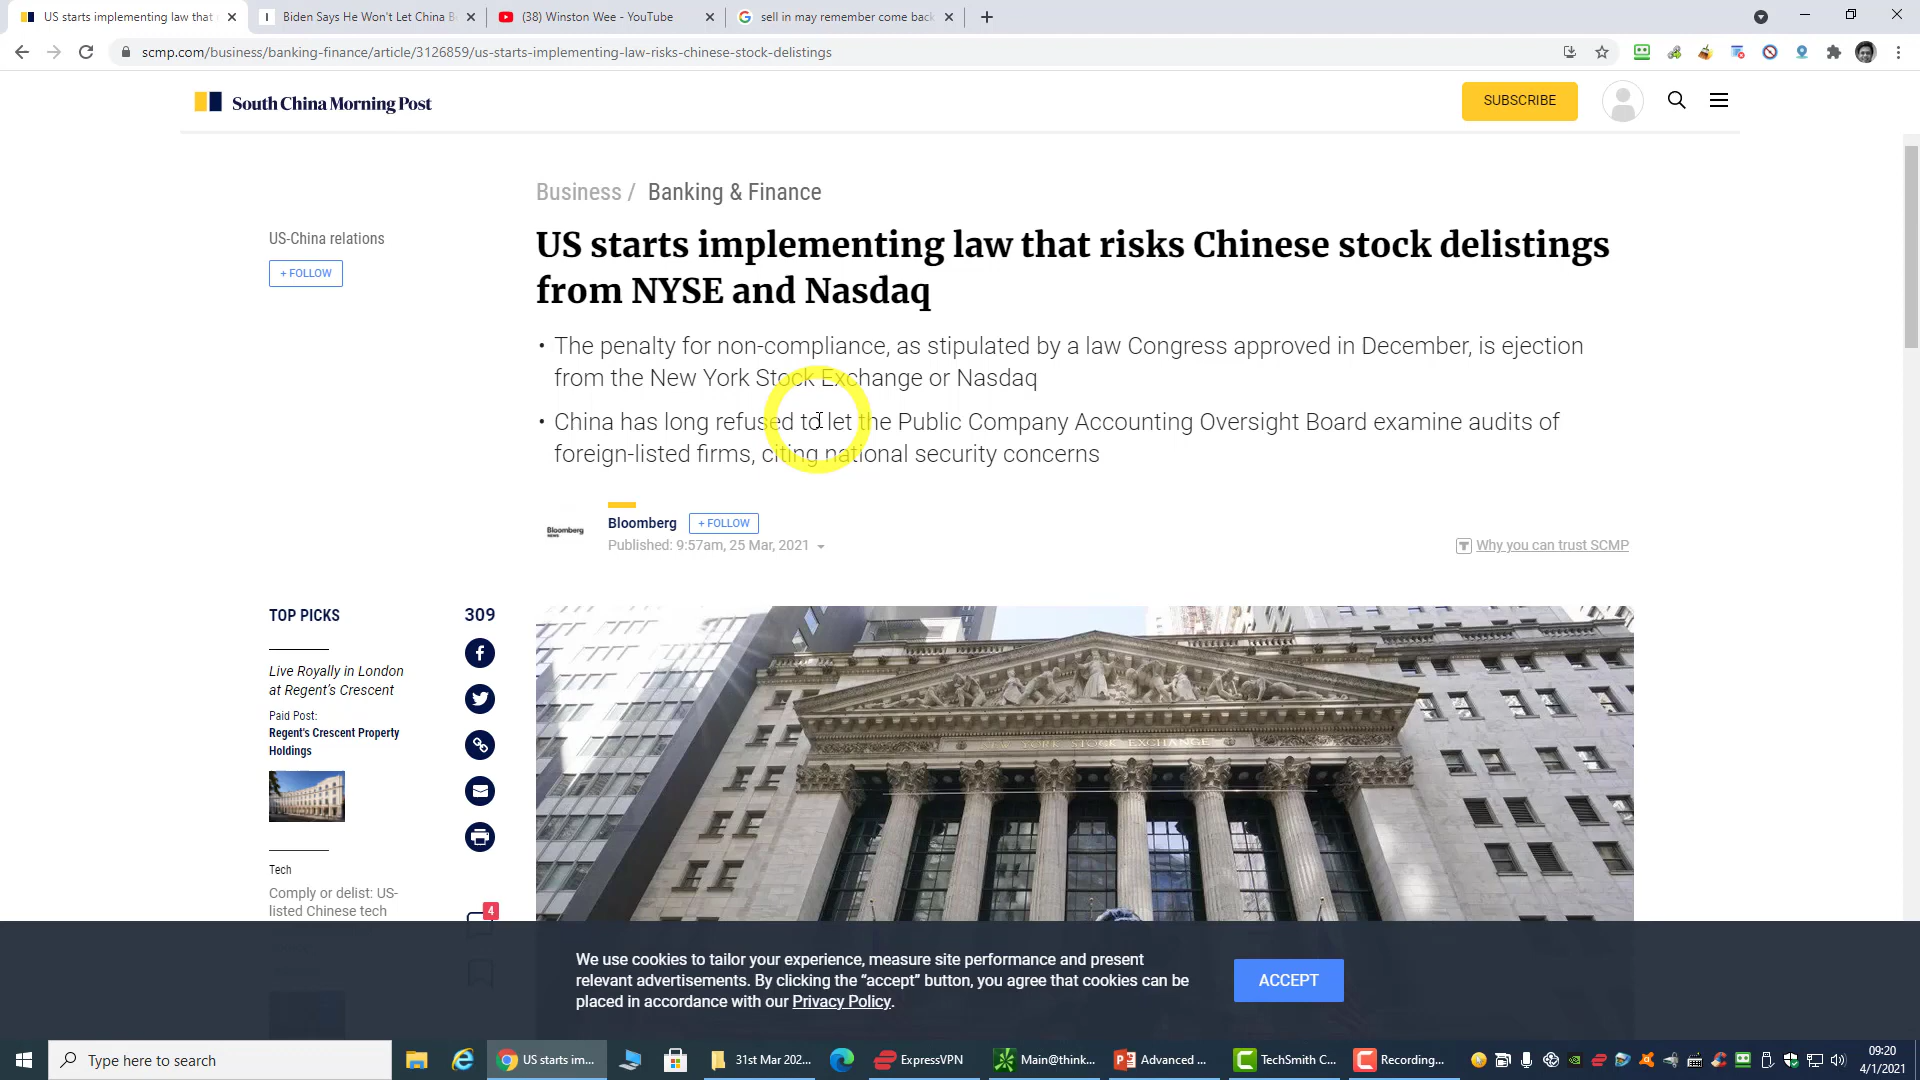 US starts implementing law that
Biden Says He Won't Let China B
(38) Winston Wee - YouTube
sell in may remember come back
scmp.com/business/banking-finance/article/3126859/us-starts-implementing-law-risks-chinese-stock-delistings
South China Morning Post
SUBSCRIBE
Business / Banking & Finance
US-China relations
+ FOLLOW
US starts implementing law that risks Chinese stock delistings
from NYSE and Nasdaq
• The penalty for non-compliance, as stipulated by a law Congress approved in December, is ejection
from the New York Stock Exchange or Nasdaq
• China has long refused to let the Public Company Accounting Oversight Board examine audits of
foreign-listed firms, citing national security concerns
Bloomberg
NEWS
Bloomberg
+ FOLLOW
Published: 9:57am, 25 Mar, 2021
Why you can trust SCMP
TOP PICKS
309
Live Royally in London
at Regent's Crescent
Paid Post:
Regent's Crescent Property
Holdings
Tech
Comply or delist: US-
listed Chinese tech
4
NEW YORK STOCK EXCHANGE
We use cookies to tailor your experience, measure site performance and present
relevant advertisements. By clicking the “accept” button, you agree that cookies can be
placed in accordance with our Privacy Policy.
ACCEPT
Type here to search
US starts im...
31st Mar 202...
ExpressVPN
Main@think...
Advanced ...
TechSmith C...
Recording...
09:20
4/1/2021